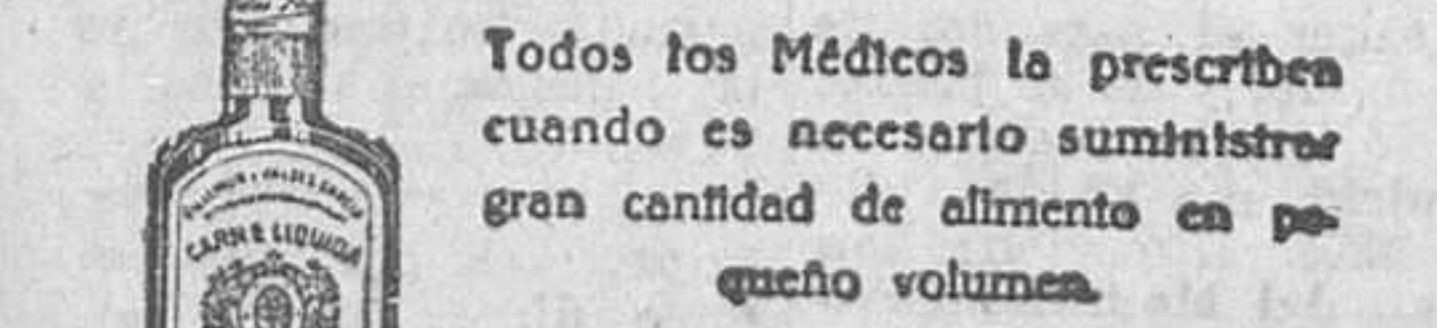 CARNE LIQUIDA
Todos los Médicos la prescriben
cuando es necesario suministrar
gran cantidad de alimento en pe-
queño volumen.